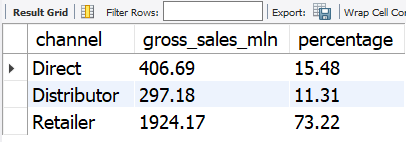 Result Grid Filter Rows: Export: Wrap Cell Con
channel gross_sales_mln percentage
Direct 406.69 15.48
Distributor 297.18 11.31
Retailer 1924.17 73.22